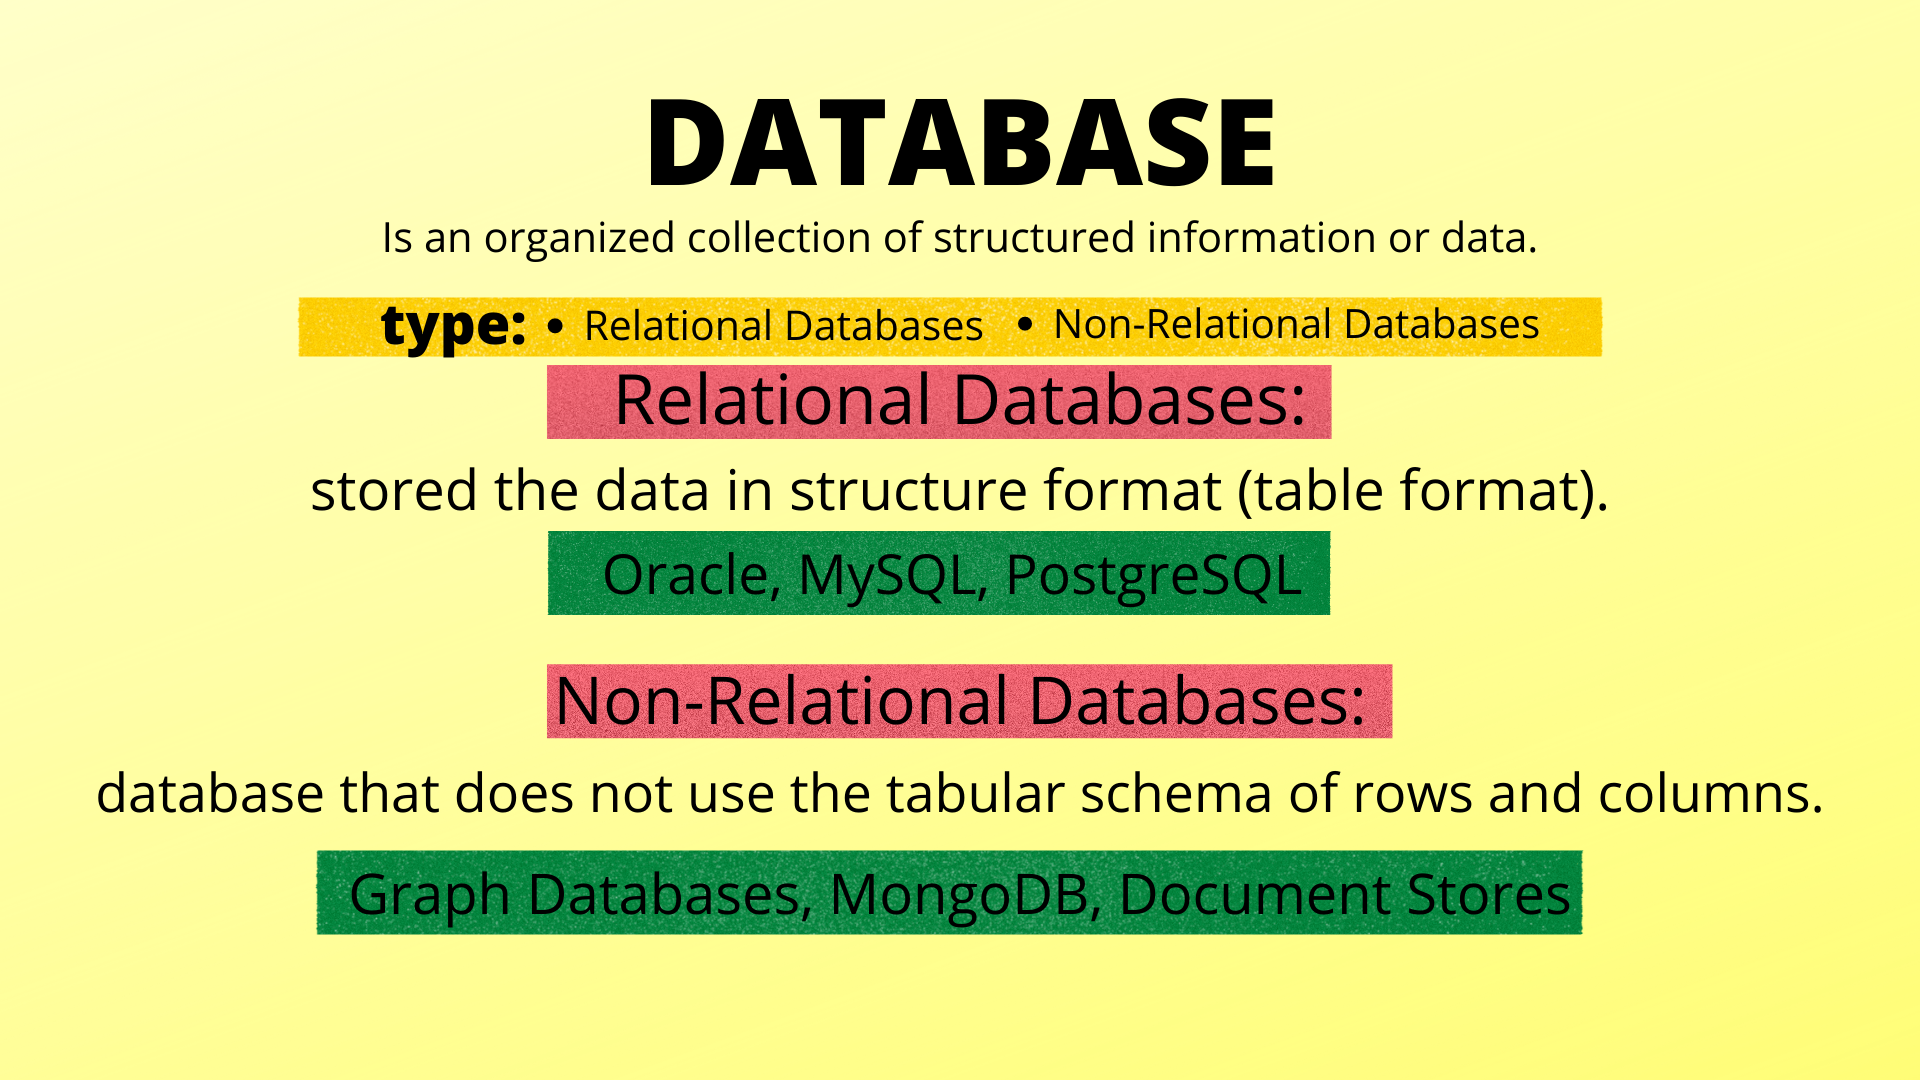 DATABASE
Is an organized collection of structured information or data.
type: • Relational Databases • Non-Relational Databases
Relational Databases:
stored the data in structure format (table format).
Oracle, MySQL, PostgreSQL
Non-Relational Databases:
database that does not use the tabular schema of rows and columns.
Graph Databases, MongoDB, Document Stores